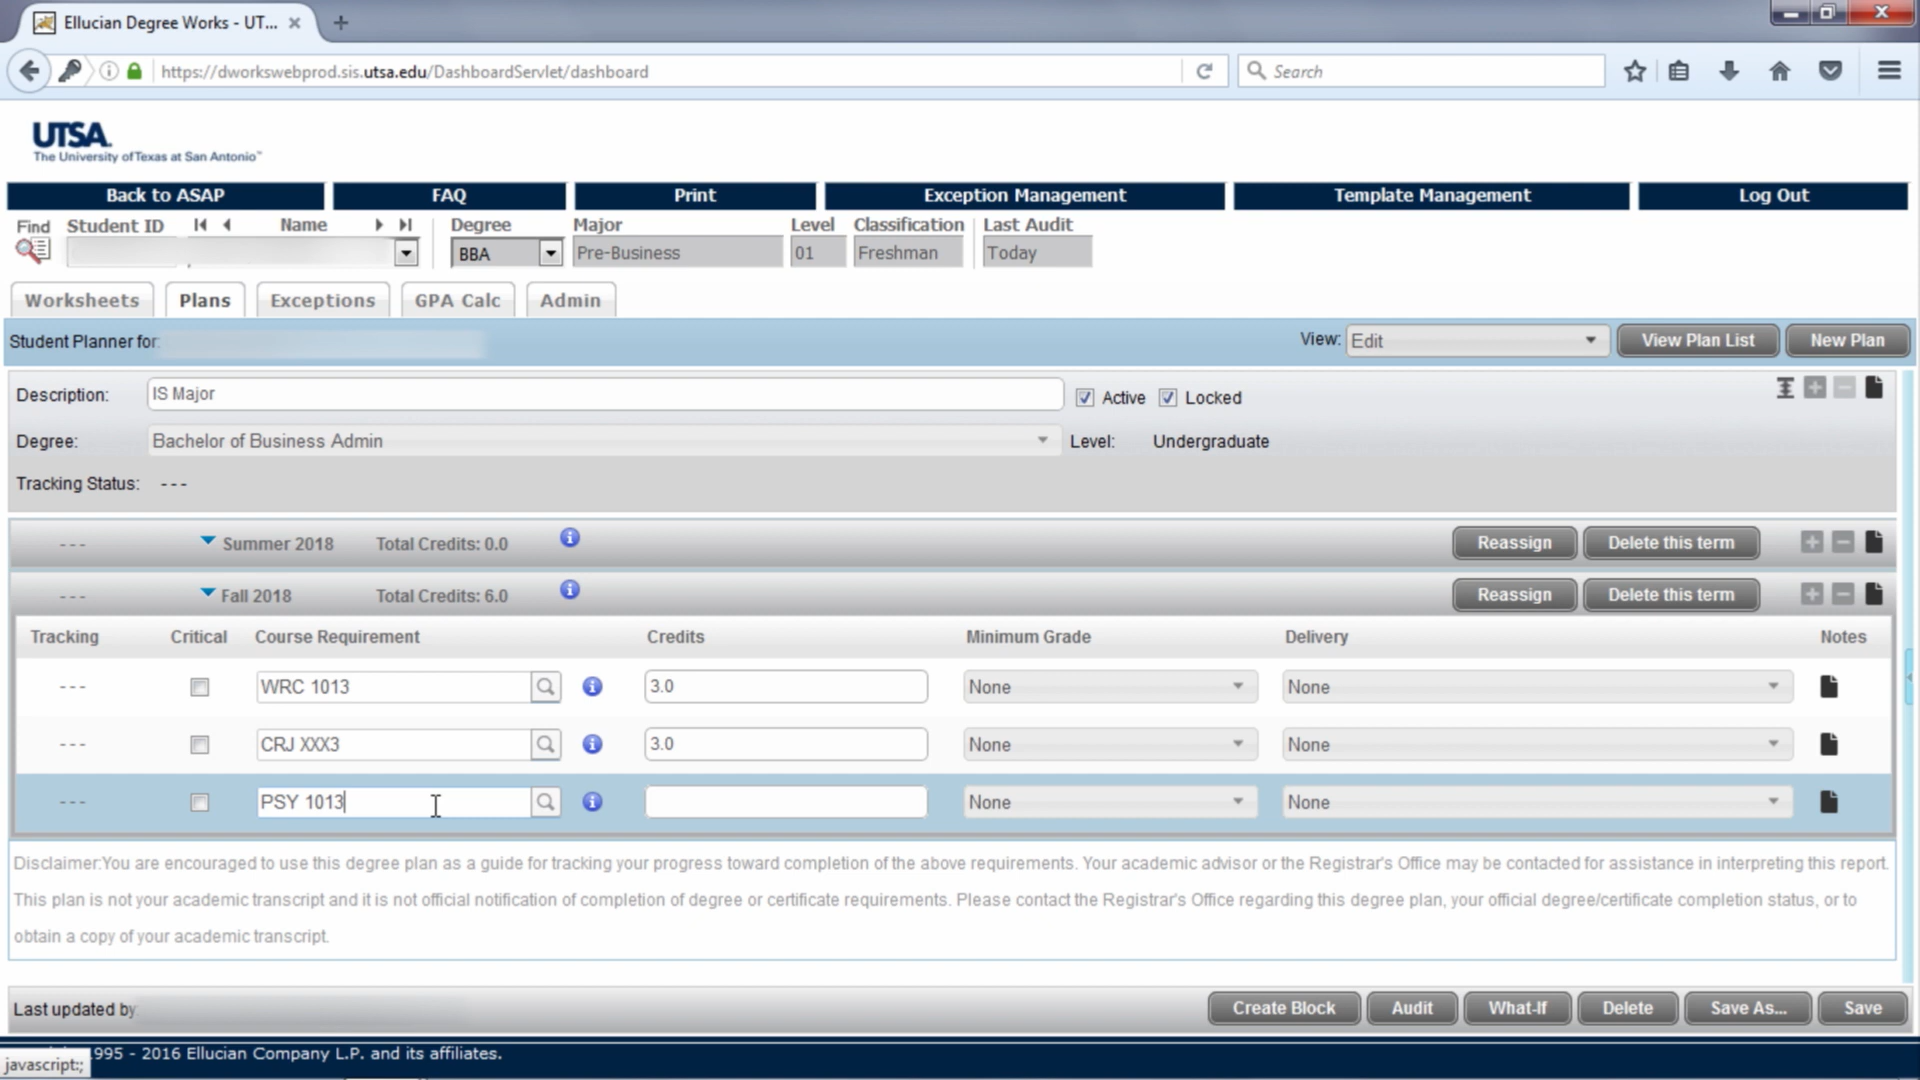 Ellucian Degree Works - UT...
https://dworkswebprod.sis.utsa.edu/DashboardServlet/dashboard
Search
UTSA
The University of Texas at San Antonio™
Back to ASAP FAQ Print Exception Management Template Management Log Out
Find Student ID Name Degree Major Level Classification Last Audit
BBA Pre-Business 01 Freshman Today
Worksheets Plans Exceptions GPA Calc Admin
Student Planner for: View: Edit View Plan List New Plan
Description: IS Major Active Locked
Degree: Bachelor of Business Admin Level: Undergraduate
Tracking Status: ---
--- Summer 2018 Total Credits: 0.0 Reassign Delete this term
--- Fall 2018 Total Credits: 6.0 Reassign Delete this term
Tracking Critical Course Requirement Credits Minimum Grade Delivery Notes
--- WRC 1013 3.0 None None
--- CRJ XXX3 3.0 None None
--- PSY 1013 None None
Disclaimer:You are encouraged to use this degree plan as a guide for tracking your progress toward completion of the above requirements. Your academic advisor or the Registrar's Office may be contacted for assistance in interpreting this report.
This plan is not your academic transcript and it is not official notification of completion of degree or certificate requirements. Please contact the Registrar's Office regarding this degree plan, your official degree/certificate completion status, or to
obtain a copy of your academic transcript.
Last updated by Create Block Audit What-If Delete Save As... Save
995 - 2016 Ellucian Company L.P. and its affiliates.
javascript:;